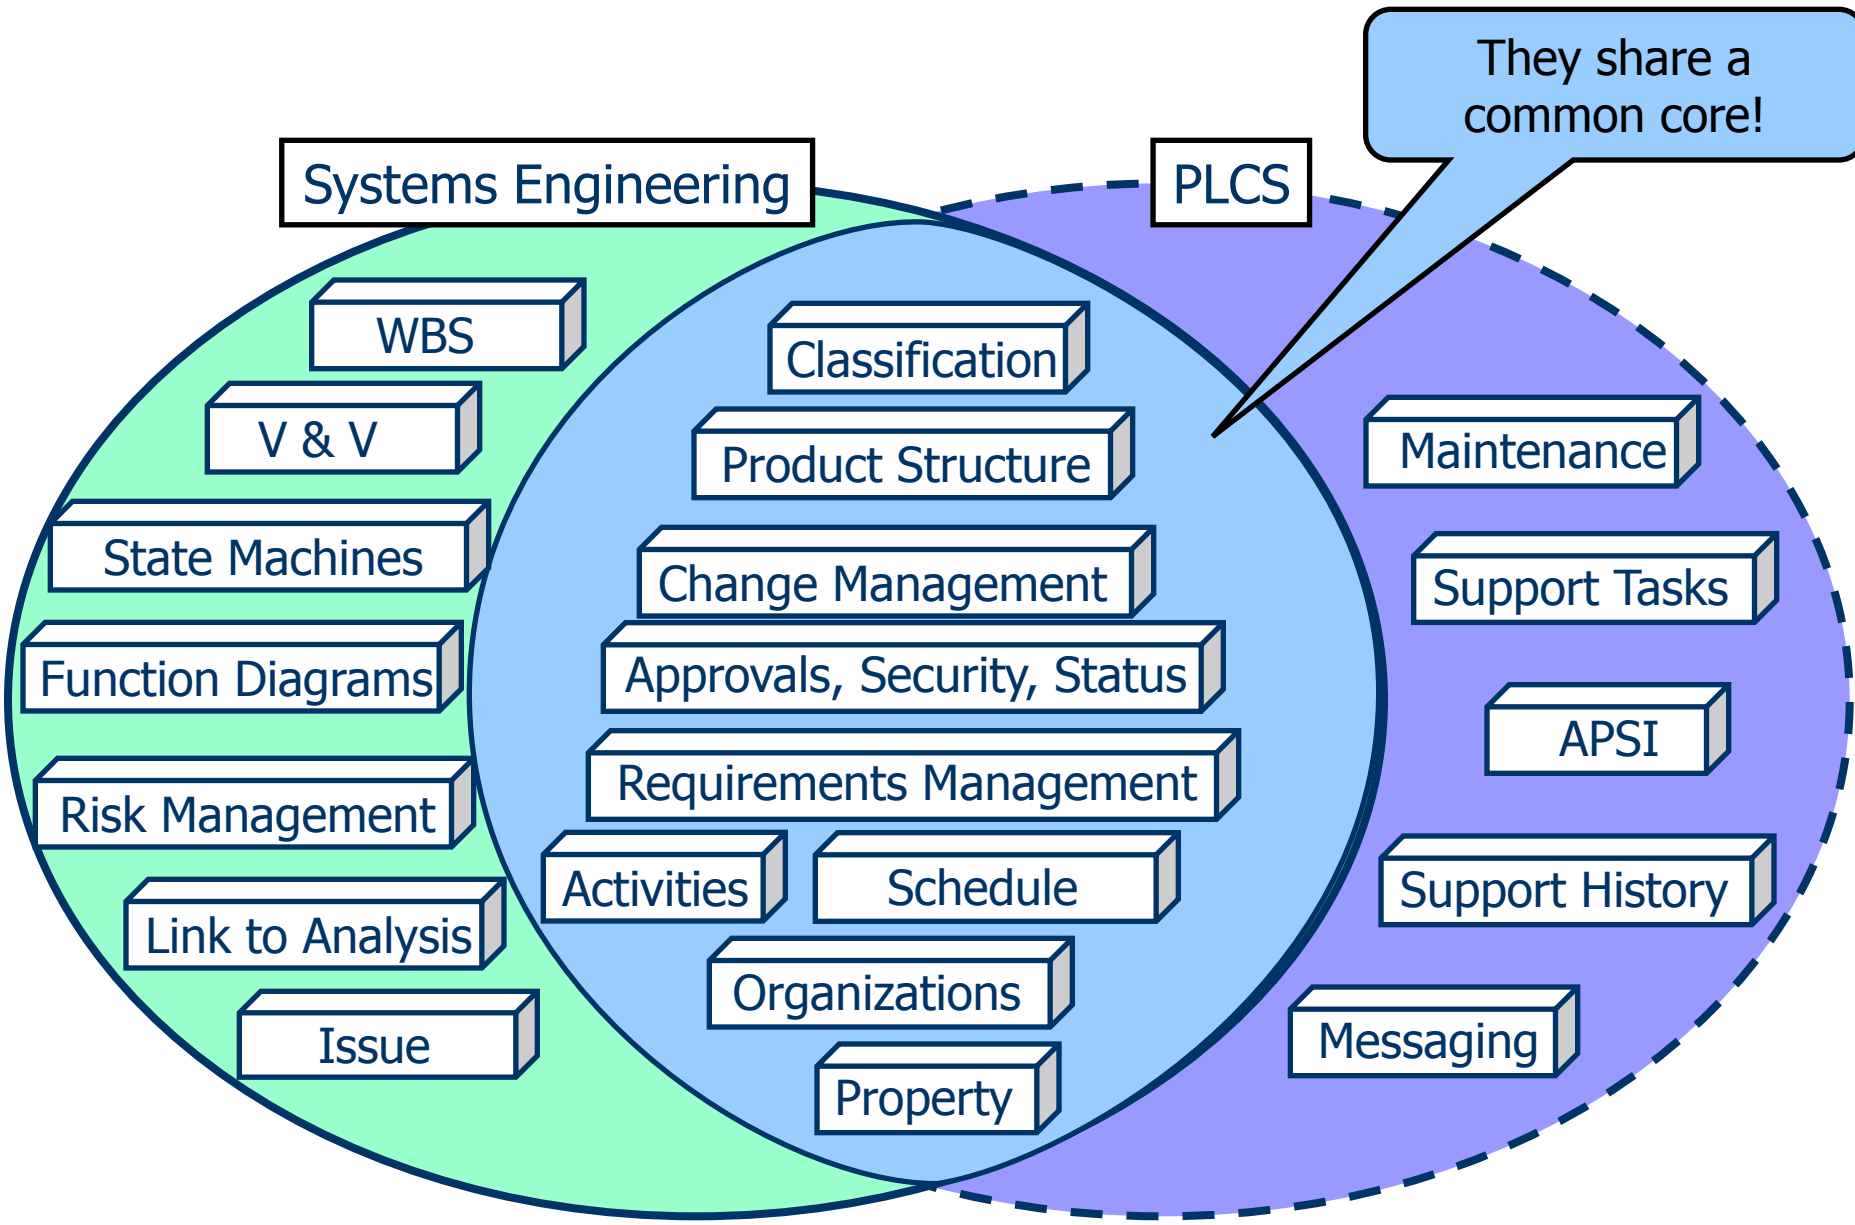 They share a
common core!
Systems Engineering
PLCS
WBS
V & V
State Machines
Function Diagrams
Risk Management
Link to Analysis
Issue
Classification
Product Structure
Change Management
Approvals, Security, Status
Requirements Management
Activities
Schedule
Organizations
Property
Maintenance
Support Tasks
APSI
Support History
Messaging